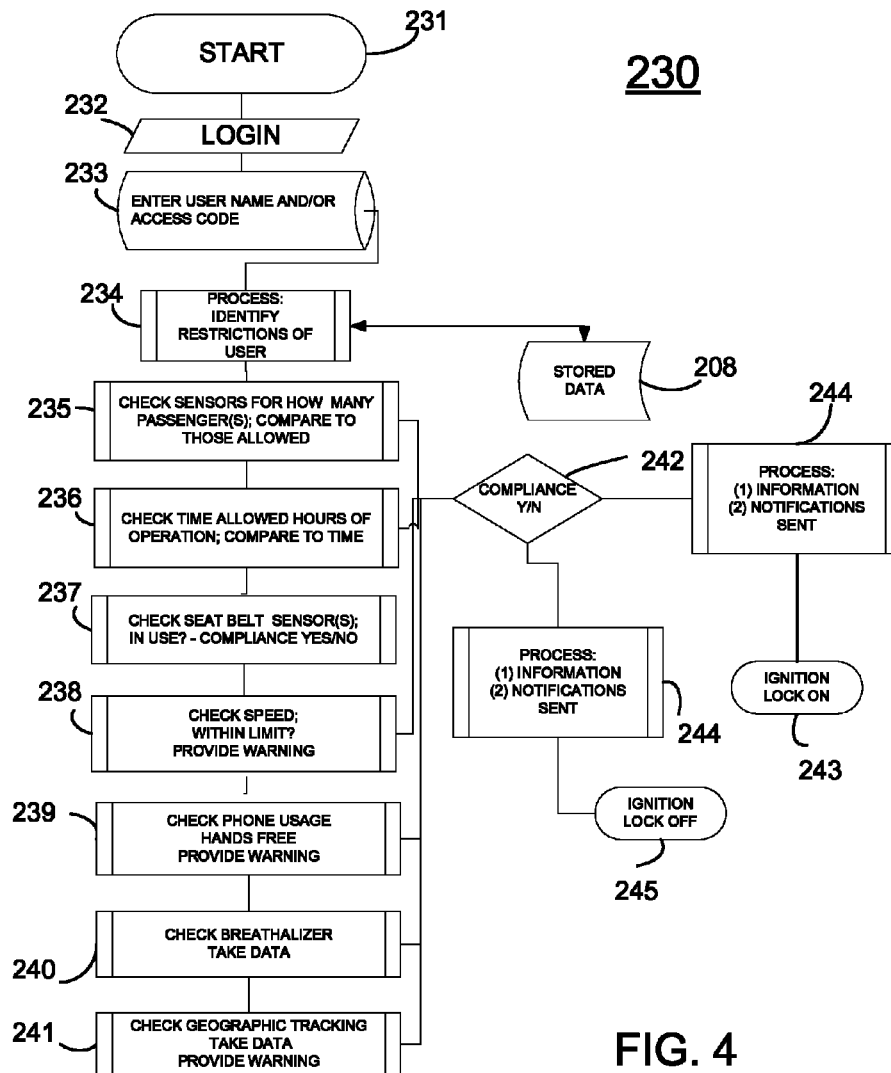 START
231
230
232
LOGIN
233
ENTER USER NAME AND/OR
ACCESS CODE
234
PROCESS:
IDENTIFY
RESTRICTIONS OF
USER
STORED
DATA
208
235
CHECK SENSORS FOR HOW MANY
PASSENGER(S); COMPARE TO
THOSE ALLOWED
236
CHECK TIME ALLOWED HOURS OF
OPERATION; COMPARE TO TIME
237
CHECK SEAT BELT SENSOR(S);
IN USE? - COMPLIANCE YES/NO
238
CHECK SPEED;
WITHIN LIMIT?
PROVIDE WARNING
239
CHECK PHONE USAGE
HANDS FREE
PROVIDE WARNING
240
CHECK BREATHALIZER
TAKE DATA
241
CHECK GEOGRAPHIC TRACKING
TAKE DATA
PROVIDE WARNING
COMPLIANCE
Y/N
242
244
PROCESS:
(1) INFORMATION
(2) NOTIFICATIONS
SENT
IGNITION
LOCK ON
243
PROCESS:
(1) INFORMATION
(2) NOTIFICATIONS
SENT
244
IGNITION
LOCK OFF
245
FIG. 4